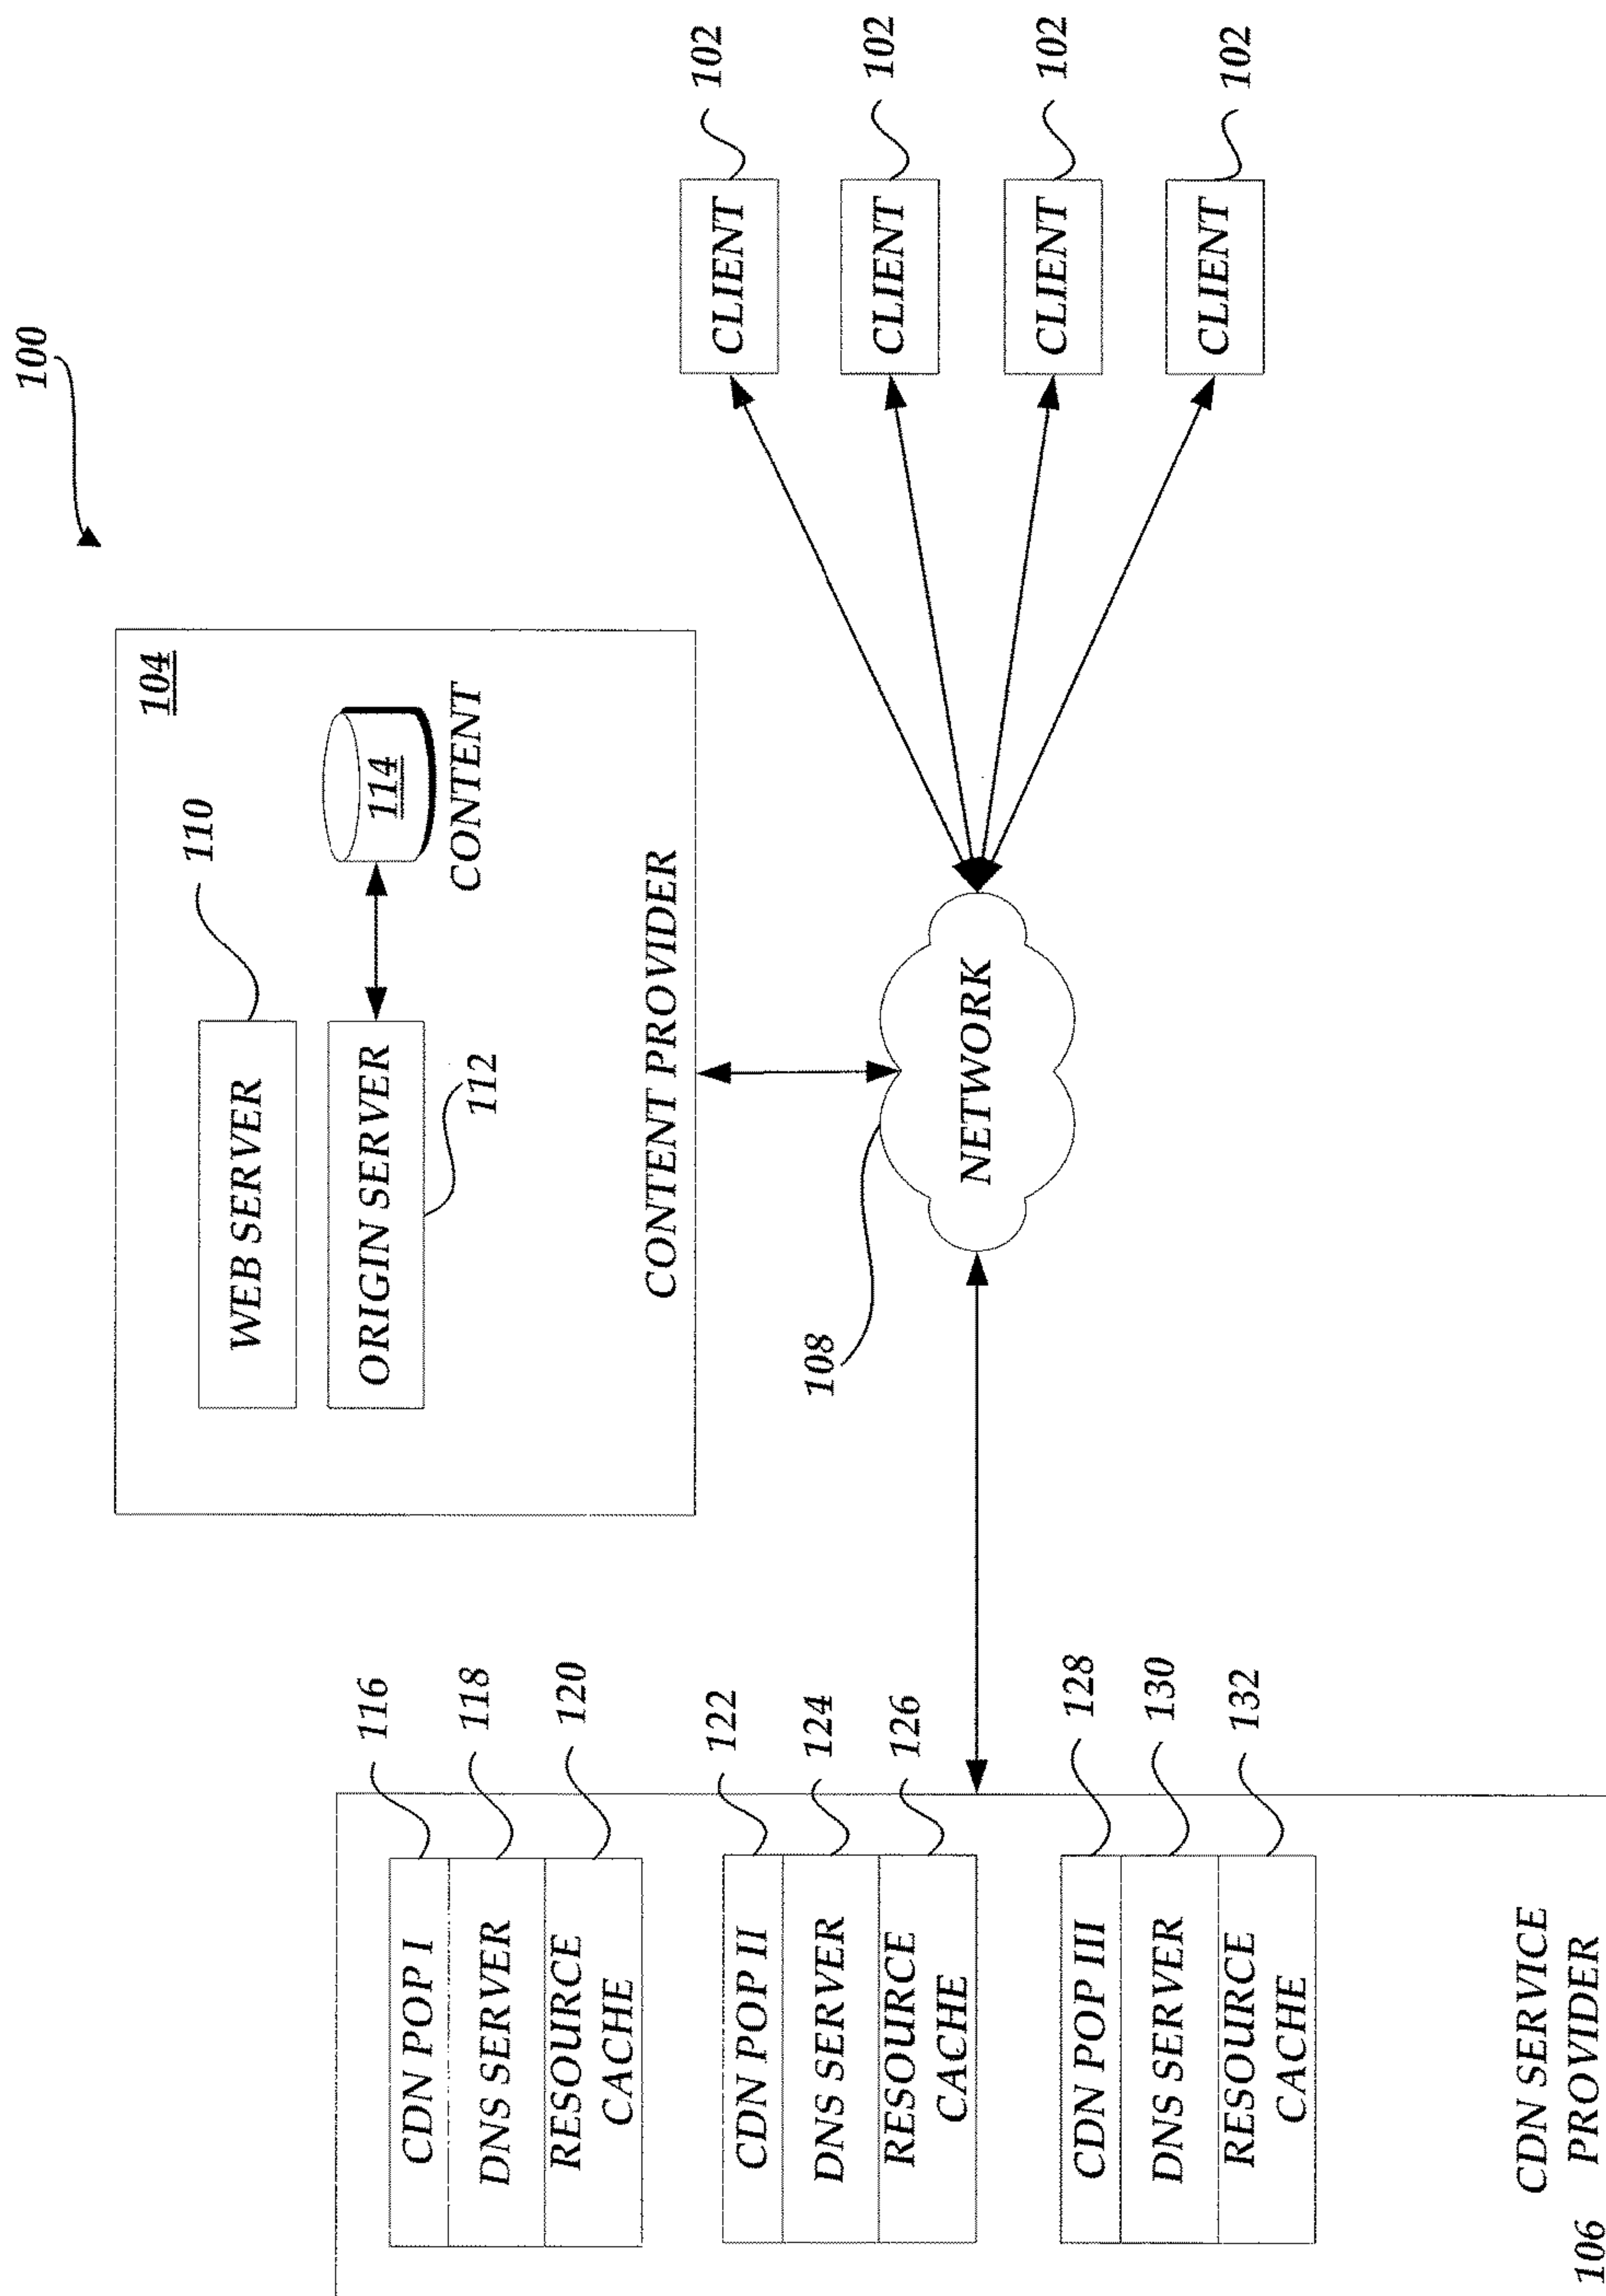 100
104
110
WEB SERVER
ORIGIN SERVER
112
114
CONTENT
CONTENT PROVIDER
116
CDN POP I
118
DNS SERVER
120
RESOURCE
CACHE
122
CDN POP II
124
DNS SERVER
126
RESOURCE
CACHE
128
CDN POP III
130
DNS SERVER
132
RESOURCE
CACHE
CDN SERVICE
106 PROVIDER
108
NETWORK
CLIENT
102
CLIENT
102
CLIENT
102
CLIENT
102